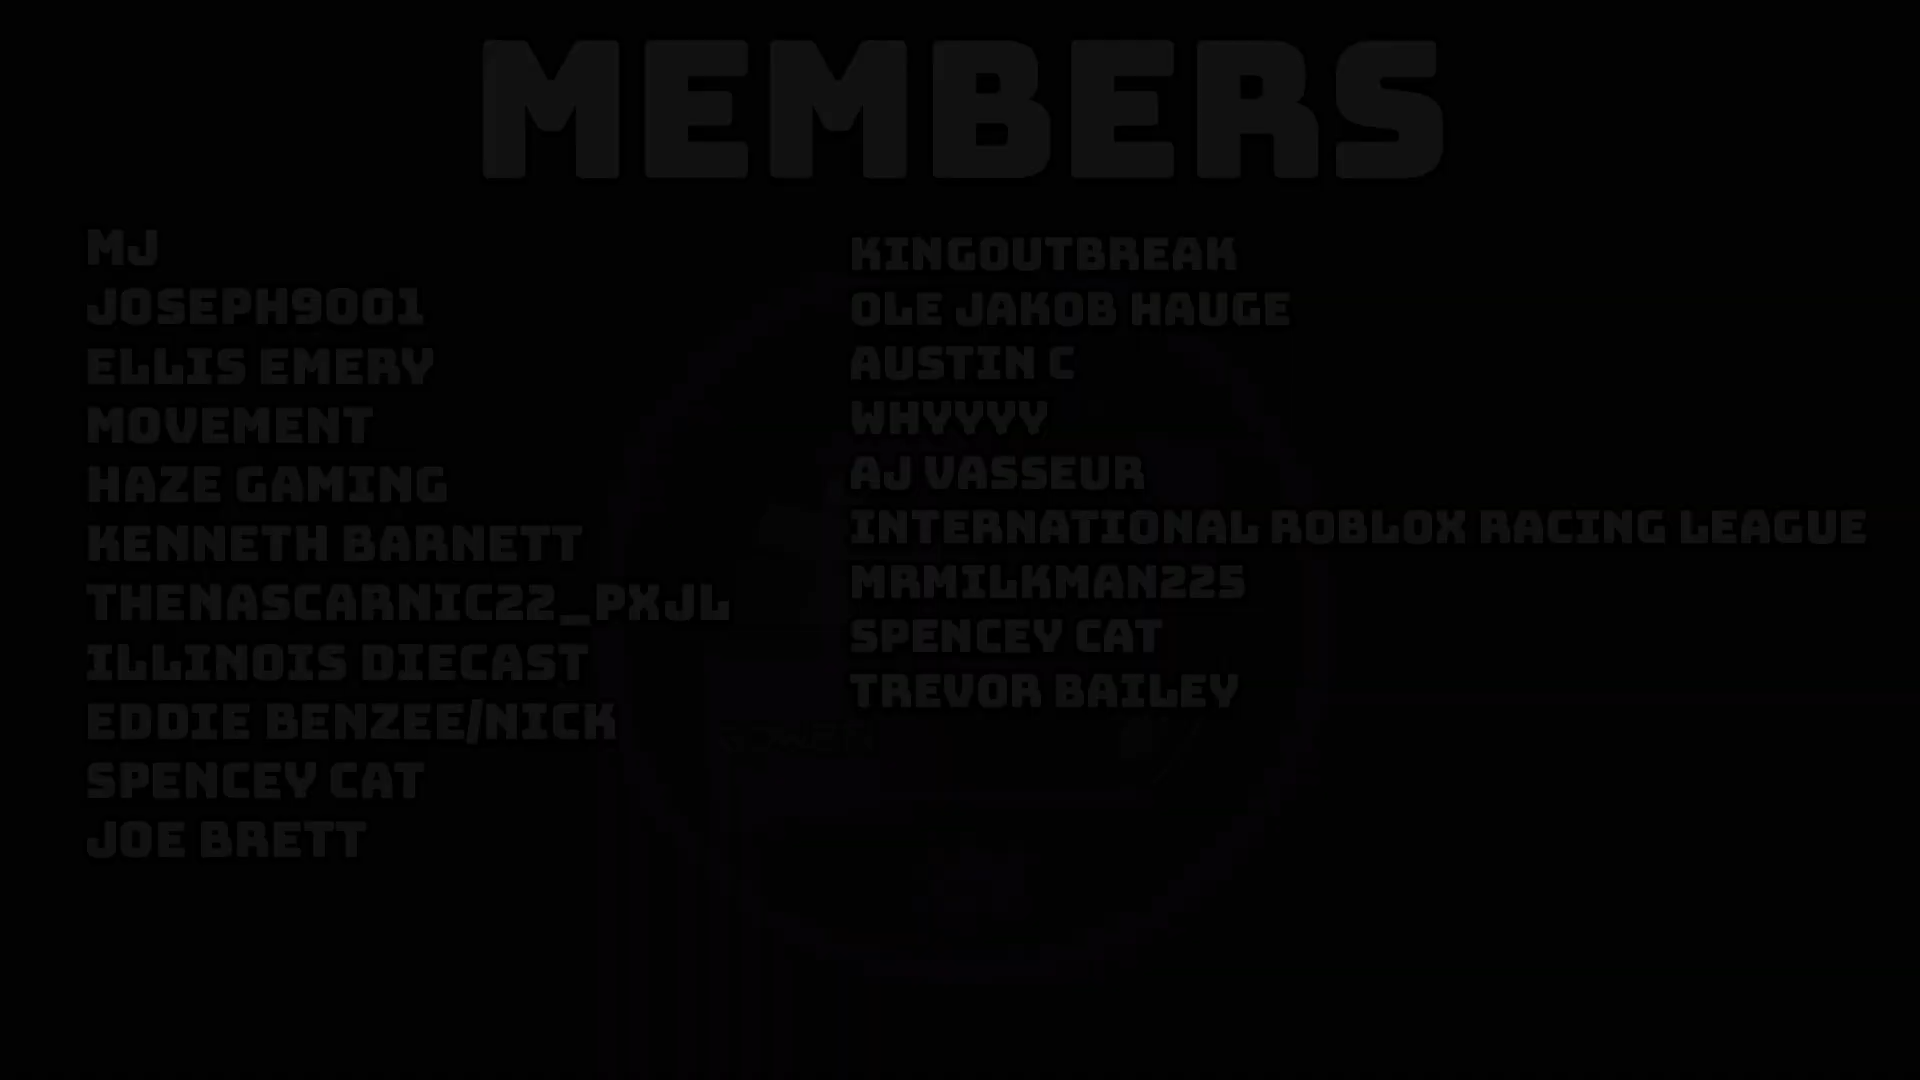 MEMBERS
MJ
JOSEPH9001
ELLIS EMERY
MOVEMENT
HAZE GAMING
KENNETH BARNETT
THENASCARNIC22_PXJL
ILLINOIS DIECAST
EDDIE BENZEE/NICK
SPENCEY CAT
JOE BRETT
KINGOUTBREAK
OLE JAKOB HAUGE
AUSTIN C
WHYYYY
AJ VASSEUR
INTERNATIONAL ROBLOX RACING LEAGUE
MRMILKMAN225
SPENCEY CAT
TREVOR BAILEY